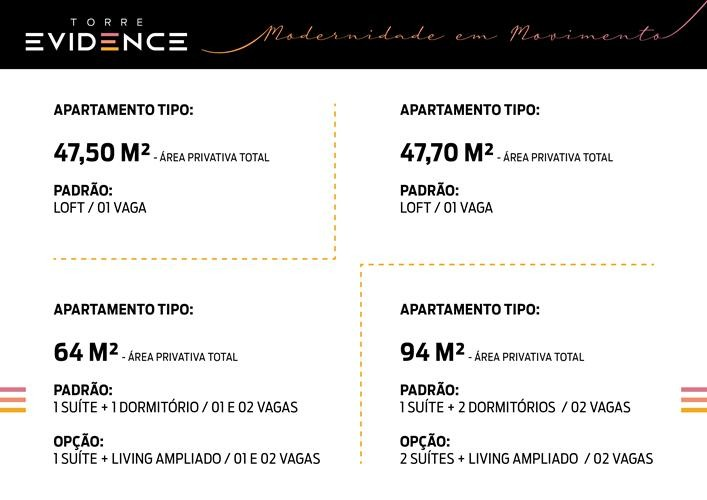 TORRE
EVIDENCE
Modernidade em Movimento
APARTAMENTO TIPO:
47,50 M² - ÁREA PRIVATIVA TOTAL
PADRÃO:
LOFT / 01 VAGA
APARTAMENTO TIPO:
47,70 M² - ÁREA PRIVATIVA TOTAL
PADRÃO:
LOFT / 01 VAGA
APARTAMENTO TIPO:
64 M² - ÁREA PRIVATIVA TOTAL
PADRÃO:
1 SUÍTE + 1 DORMITÓRIO / 01 E 02 VAGAS
OPÇÃO:
1 SUÍTE + LIVING AMPLIADO / 01 E 02 VAGAS
APARTAMENTO TIPO:
94 M² - ÁREA PRIVATIVA TOTAL
PADRÃO:
1 SUÍTE + 2 DORMITÓRIOS / 02 VAGAS
OPÇÃO:
2 SUÍTES + LIVING AMPLIADO / 02 VAGAS